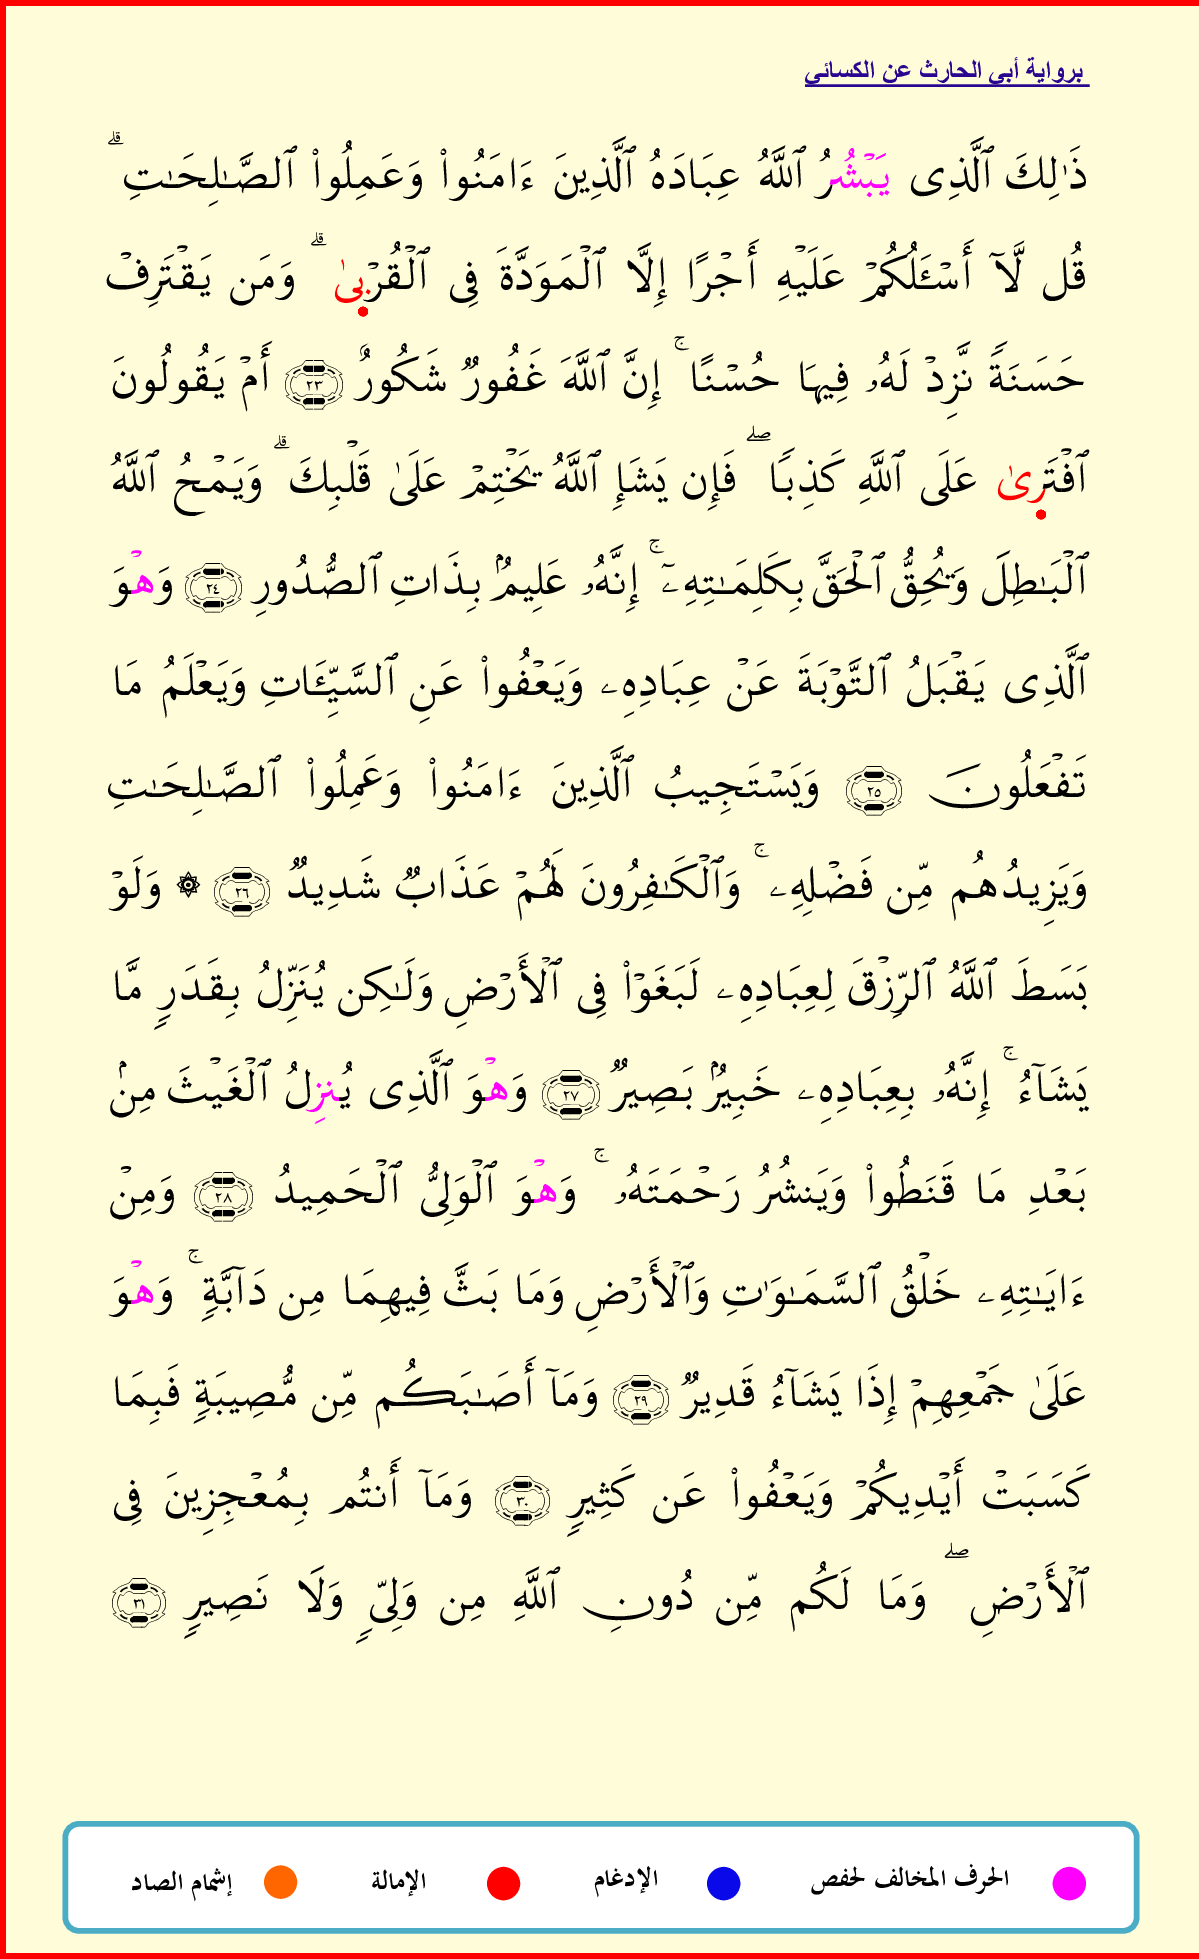 برواية أبي الحارث عن الكسائي
ذَٰلِكَ ٱلَّذِى يَبْشُرُ ٱللَّهُ عِبَادَهُ ٱلَّذِينَ ءَامَنُوا۟ وَعَمِلُوا۟ ٱلصَّـٰلِحَـٰتِ ۗ
قُل لَّآ أَسْـَٔلُكُمْ عَلَيْهِ أَجْرًا إِلَّا ٱلْمَوَدَّةَ فِى ٱلْقُرْبىٰ ۗ وَمَن يَقْتَرِفْ
حَسَنَةً نَّزِدْ لَهُۥ فِيهَا حُسْنًا ۚ إِنَّ ٱللَّهَ غَفُورٌ شَكُورٌ ٢٣ أَمْ يَقُولُونَ
ٱفْتَرىٰ عَلَى ٱللَّهِ كَذِبًا ۖ فَإِن يَشَإِ ٱللَّهُ يَخْتِمْ عَلَىٰ قَلْبِكَ ۗ وَيَمْحُ ٱللَّهُ
ٱلْبَـٰطِلَ وَيُحِقُّ ٱلْحَقَّ بِكَلِمَـٰتِهِۦٓ ۚ إِنَّهُۥ عَلِيمٌۢ بِذَاتِ ٱلصُّدُورِ ٢٤ وَهْوَ
ٱلَّذِى يَقْبَلُ ٱلتَّوْبَةَ عَنْ عِبَادِهِۦ وَيَعْفُوا۟ عَنِ ٱلسَّيِّـَٔاتِ وَيَعْلَمُ مَا
تَفْعَلُونَ ٢٥ وَيَسْتَجِيبُ ٱلَّذِينَ ءَامَنُوا۟ وَعَمِلُوا۟ ٱلصَّـٰلِحَـٰتِ
وَيَزِيدُهُم مِّن فَضْلِهِۦ ۚ وَٱلْكَـٰفِرُونَ لَهُمْ عَذَابٌ شَدِيدٌ ٢٦ ۞ وَلَوْ
بَسَطَ ٱللَّهُ ٱلرِّزْقَ لِعِبَادِهِۦ لَبَغَوْا۟ فِى ٱلْأَرْضِ وَلَـٰكِن يُنَزِّلُ بِقَدَرٍ مَّا
يَشَآءُ ۚ إِنَّهُۥ بِعِبَادِهِۦ خَبِيرٌۢ بَصِيرٌ ٢٧ وَهْوَ ٱلَّذِى يُنزِلُ ٱلْغَيْثَ مِنۢ
بَعْدِ مَا قَنَطُوا۟ وَيَنشُرُ رَحْمَتَهُۥ ۚ وَهْوَ ٱلْوَلِىُّ ٱلْحَمِيدُ ٢٨ وَمِنْ
ءَايَـٰتِهِۦ خَلْقُ ٱلسَّمَـٰوَٰتِ وَٱلْأَرْضِ وَمَا بَثَّ فِيهِمَا مِن دَآبَّةٍ ۚ وَهْوَ
عَلَىٰ جَمْعِهِمْ إِذَا يَشَآءُ قَدِيرٌ ٢٩ وَمَآ أَصَـٰبَكُم مِّن مُّصِيبَةٍ فَبِمَا
كَسَبَتْ أَيْدِيكُمْ وَيَعْفُوا۟ عَن كَثِيرٍ ٣٠ وَمَآ أَنتُم بِمُعْجِزِينَ فِى
ٱلْأَرْضِ ۖ وَمَا لَكُم مِّن دُونِ ٱللَّهِ مِن وَلِىٍّ وَلَا نَصِيرٍ ٣١
الحرف المخالف لحفص الإدغام الإمالة إشمام الصاد